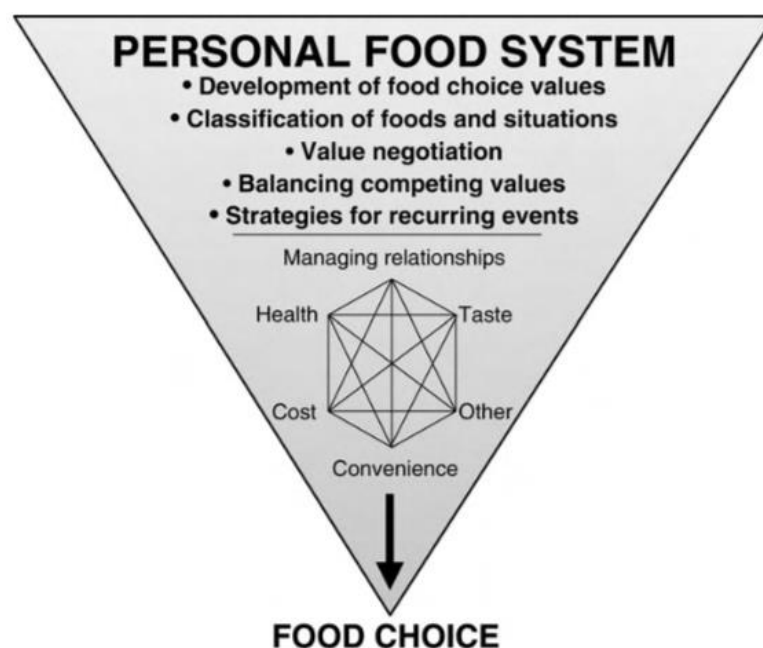 PERSONAL FOOD SYSTEM
• Development of food choice values
• Classification of foods and situations
• Value negotiation
• Balancing competing values
• Strategies for recurring events
Managing relationships
Health Taste
Cost Other
Convenience
FOOD CHOICE